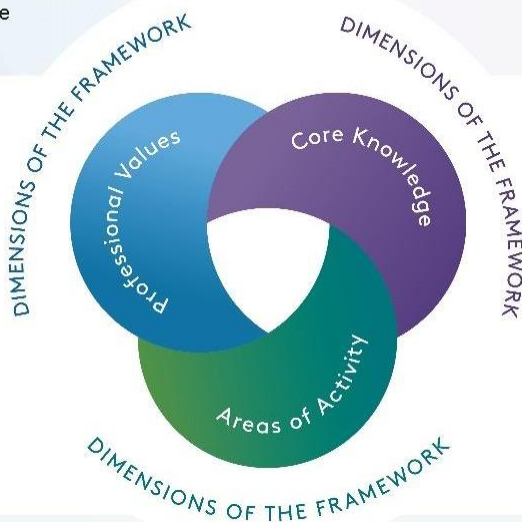 e
DIMENSIONS OF THE FRAMEWORK
DIMENSIONS OF THE FRAMEWORK
Professional Values
Core Knowledge
Areas of Activity
DIMENSIONS OF THE FRAMEWORK